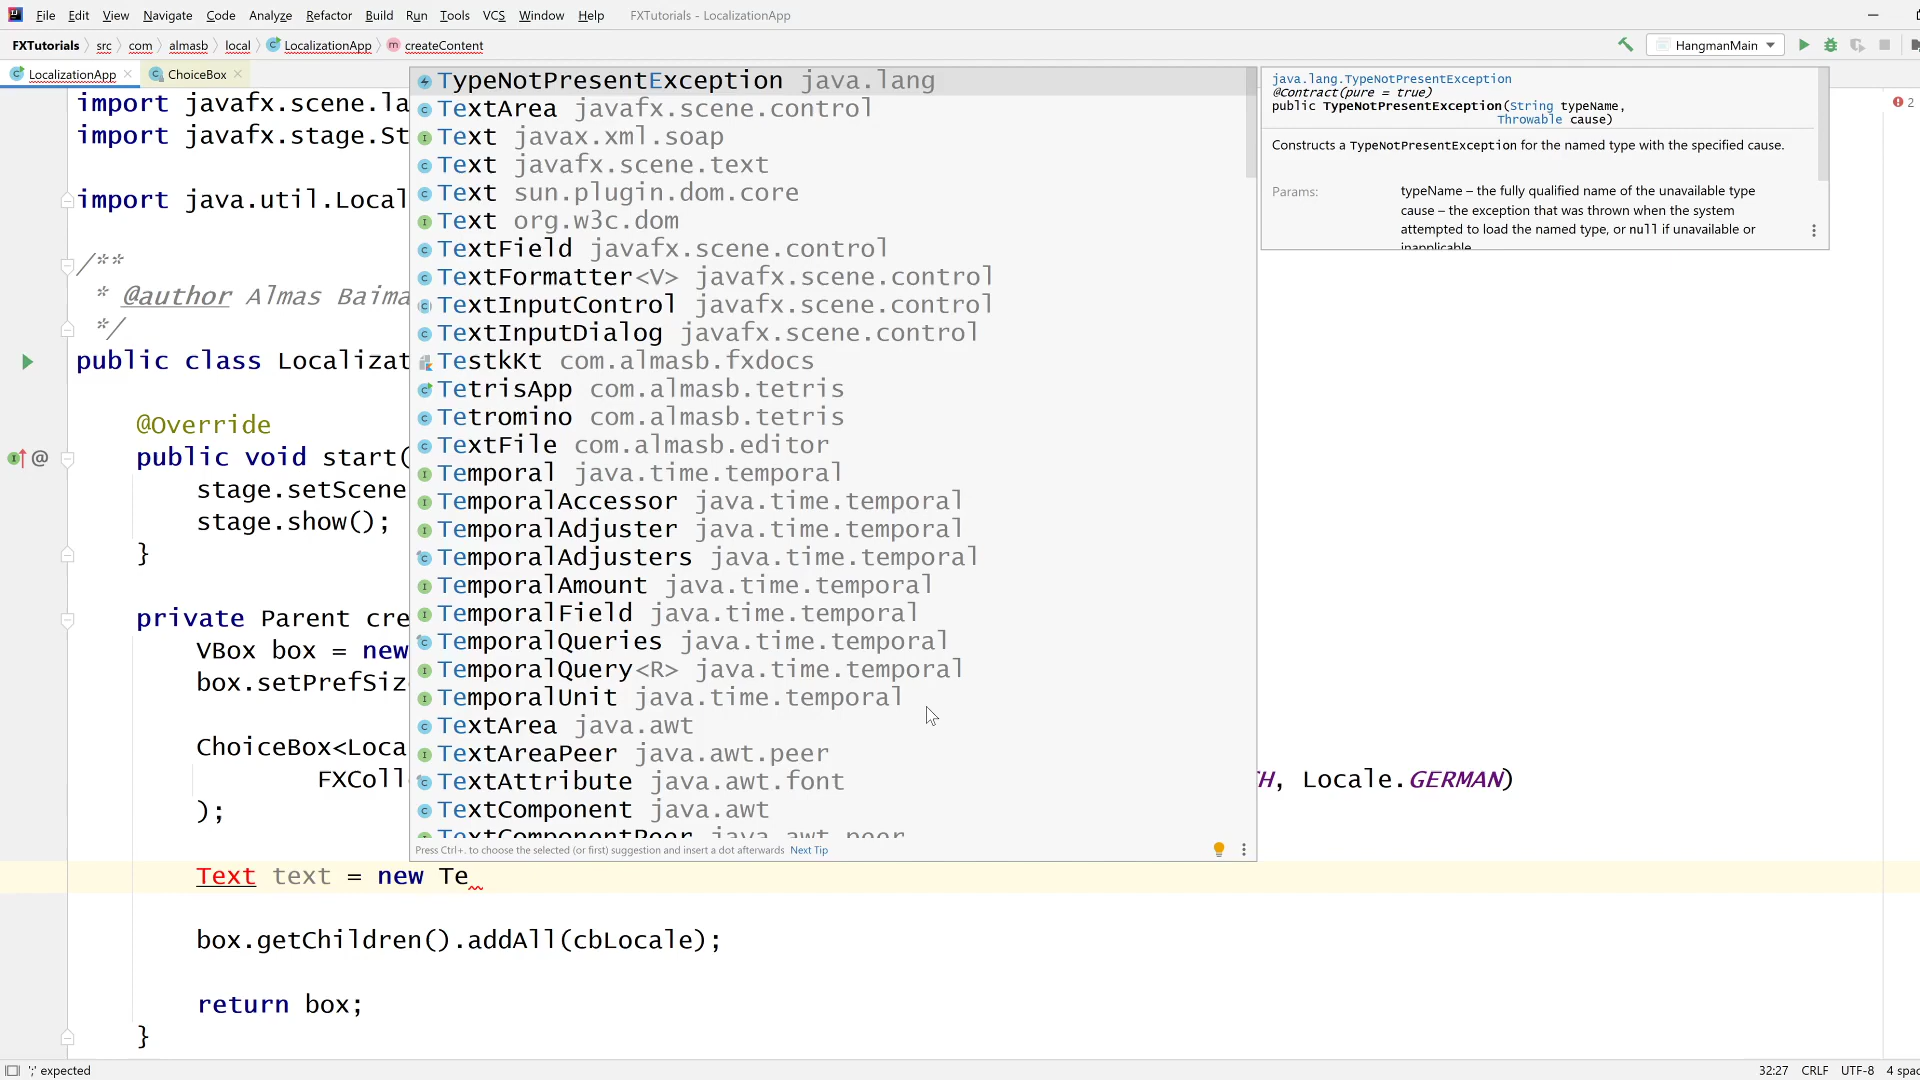 File Edit View Navigate Code Analyze Refactor Build Run Tools VCS Window Help FXTutorials - LocalizationApp
FXTutorials src com almasb local LocalizationApp createContent HangmanMain
LocalizationApp ChoiceBox
import javafx.scene.la
import javafx.stage.St
import java.util.Local
/**
* @author Almas Baima
*/
public class Localizat
@Override
public void start(
stage.setScene
stage.show();
}
private Parent cre
VBox box = new
box.setPrefSiz
ChoiceBox<Loca
FXColl H, Locale.GERMAN)
);
Text text = new Te
box.getChildren().addAll(cbLocale);
return box;
}
TypeNotPresentException java.lang
TextArea javafx.scene.control
Text javax.xml.soap
Text javafx.scene.text
Text sun.plugin.dom.core
Text org.w3c.dom
TextField javafx.scene.control
TextFormatter<V> javafx.scene.control
TextInputControl javafx.scene.control
TextInputDialog javafx.scene.control
TestkKt com.almasb.fxdocs
TetrisApp com.almasb.tetris
Tetromino com.almasb.tetris
TextFile com.almasb.editor
Temporal java.time.temporal
TemporalAccessor java.time.temporal
TemporalAdjuster java.time.temporal
TemporalAdjusters java.time.temporal
TemporalAmount java.time.temporal
TemporalField java.time.temporal
TemporalQueries java.time.temporal
TemporalQuery<R> java.time.temporal
TemporalUnit java.time.temporal
TextArea java.awt
TextAreaPeer java.awt.peer
TextAttribute java.awt.font
TextComponent java.awt
TextComponentPeer java.awt.peer
Press Ctrl+. to choose the selected (or first) suggestion and insert a dot afterwards Next Tip
java.lang.TypeNotPresentException
@Contract(pure = true)
public TypeNotPresentException(String typeName,
Throwable cause)
Constructs a TypeNotPresentException for the named type with the specified cause.
Params: typeName – the fully qualified name of the unavailable type
cause – the exception that was thrown when the system
attempted to load the named type, or null if unavailable or
inapplicable
2
';' expected 32:27 CRLF UTF-8 4 spac